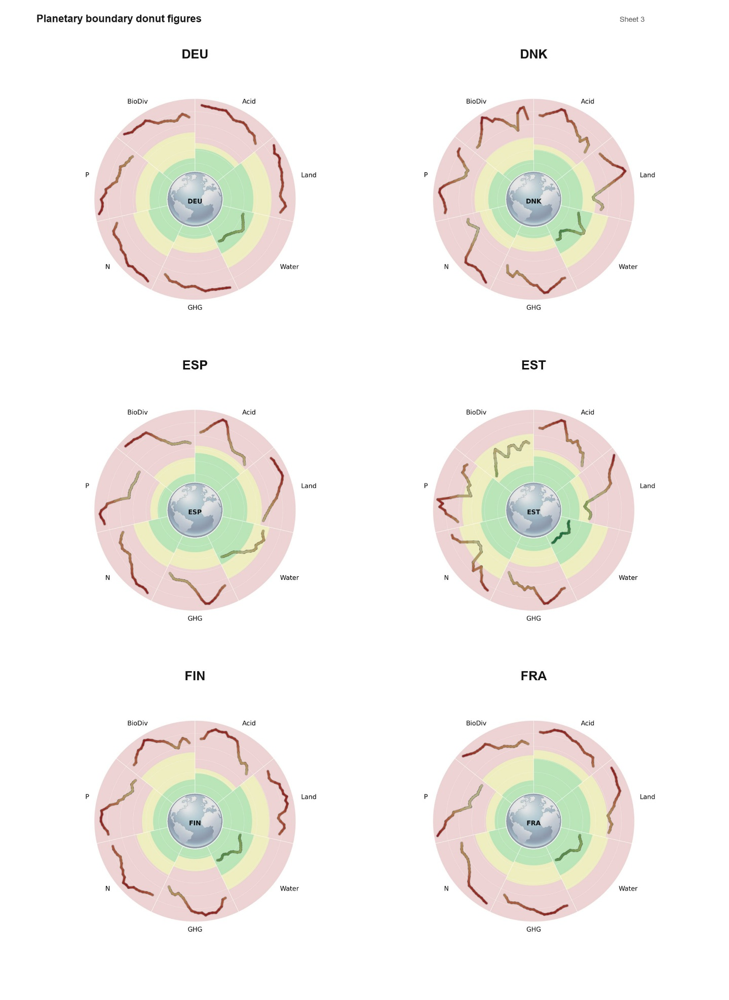 Planetary boundary donut figures
Sheet 3
DEU
DNK
BioDiv
Acid
BioDiv
Acid
P
Land
P
Land
DEU
DNK
N
Water
N
Water
GHG
GHG
ESP
EST
BioDiv
Acid
BioDiv
Acid
P
Land
P
Land
ESP
EST
N
Water
N
Water
GHG
GHG
FIN
FRA
BioDiv
Acid
BioDiv
Acid
P
Land
P
Land
FIN
FRA
N
Water
N
Water
GHG
GHG